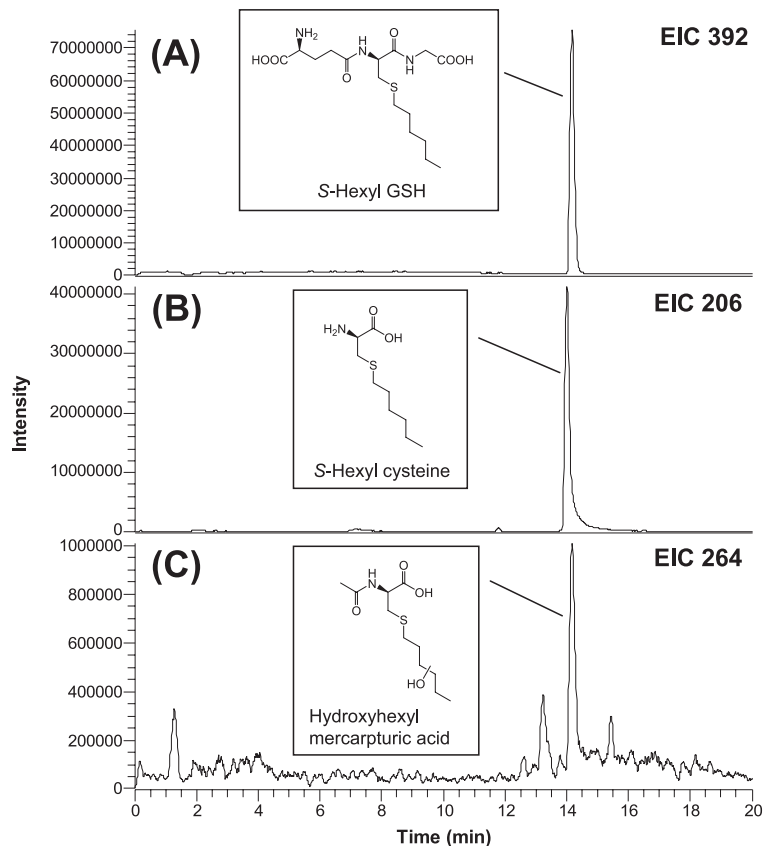 (A)
EIC 392
NH2
HOOC
O
H
N
O
N
H
COOH
S
S-Hexyl GSH
70000000
60000000
50000000
40000000
30000000
20000000
10000000
0
(B)
EIC 206
O
H2N
OH
S
S-Hexyl cysteine
40000000
30000000
20000000
10000000
0
Intensity
(C)
EIC 264
H
N
O
OH
O
S
HO
Hydroxyhexyl
mercarpturic acid
1000000
800000
600000
400000
200000
0
0 2 4 6 8 10 12 14 16 18 20
Time (min)